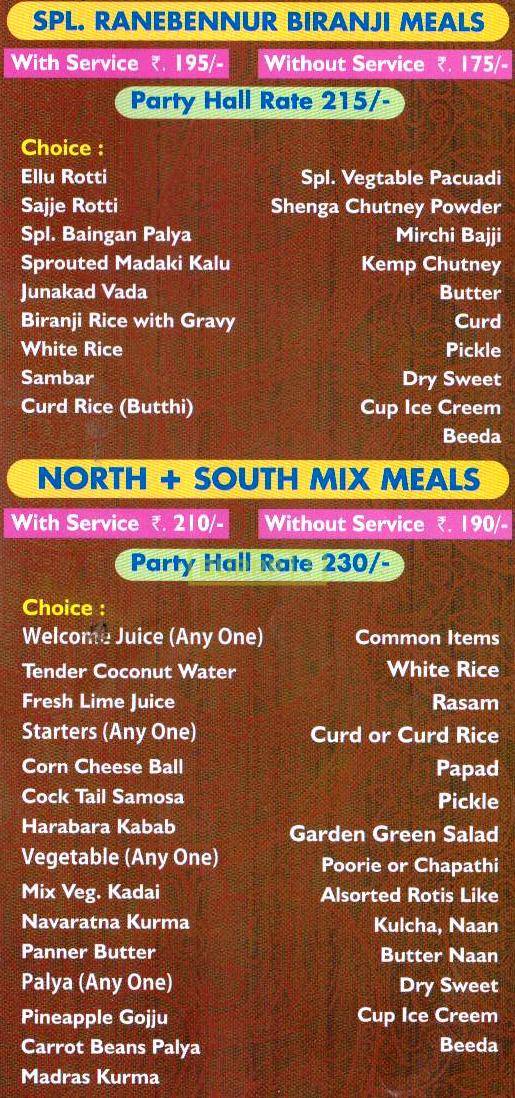 SPL. RANEBENNUR BIRANJI MEALS
With Service ₹. 195/-
Without Service ₹. 175/-
Party Hall Rate 215/-
Choice :
Ellu Rotti
Sajje Rotti
Spl. Baingan Palya
Sprouted Madaki Kalu
Junakad Vada
Biranji Rice with Gravy
White Rice
Sambar
Curd Rice (Butthi)
Spl. Vegtable Pacuadi
Shenga Chutney Powder
Mirchi Bajji
Kemp Chutney
Butter
Curd
Pickle
Dry Sweet
Cup Ice Creem
Beeda
NORTH + SOUTH MIX MEALS
With Service ₹. 210/-
Without Service ₹. 190/-
Party Hall Rate 230/-
Choice :
Welcome Juice (Any One)
Tender Coconut Water
Fresh Lime Juice
Starters (Any One)
Corn Cheese Ball
Cock Tail Samosa
Harabara Kabab
Vegetable (Any One)
Mix Veg. Kadai
Navaratna Kurma
Panner Butter
Palya (Any One)
Pineapple Gojju
Carrot Beans Palya
Madras Kurma
Common Items
White Rice
Rasam
Curd or Curd Rice
Papad
Pickle
Garden Green Salad
Poorie or Chapathi
Alsorted Rotis Like
Kulcha, Naan
Butter Naan
Dry Sweet
Cup Ice Creem
Beeda